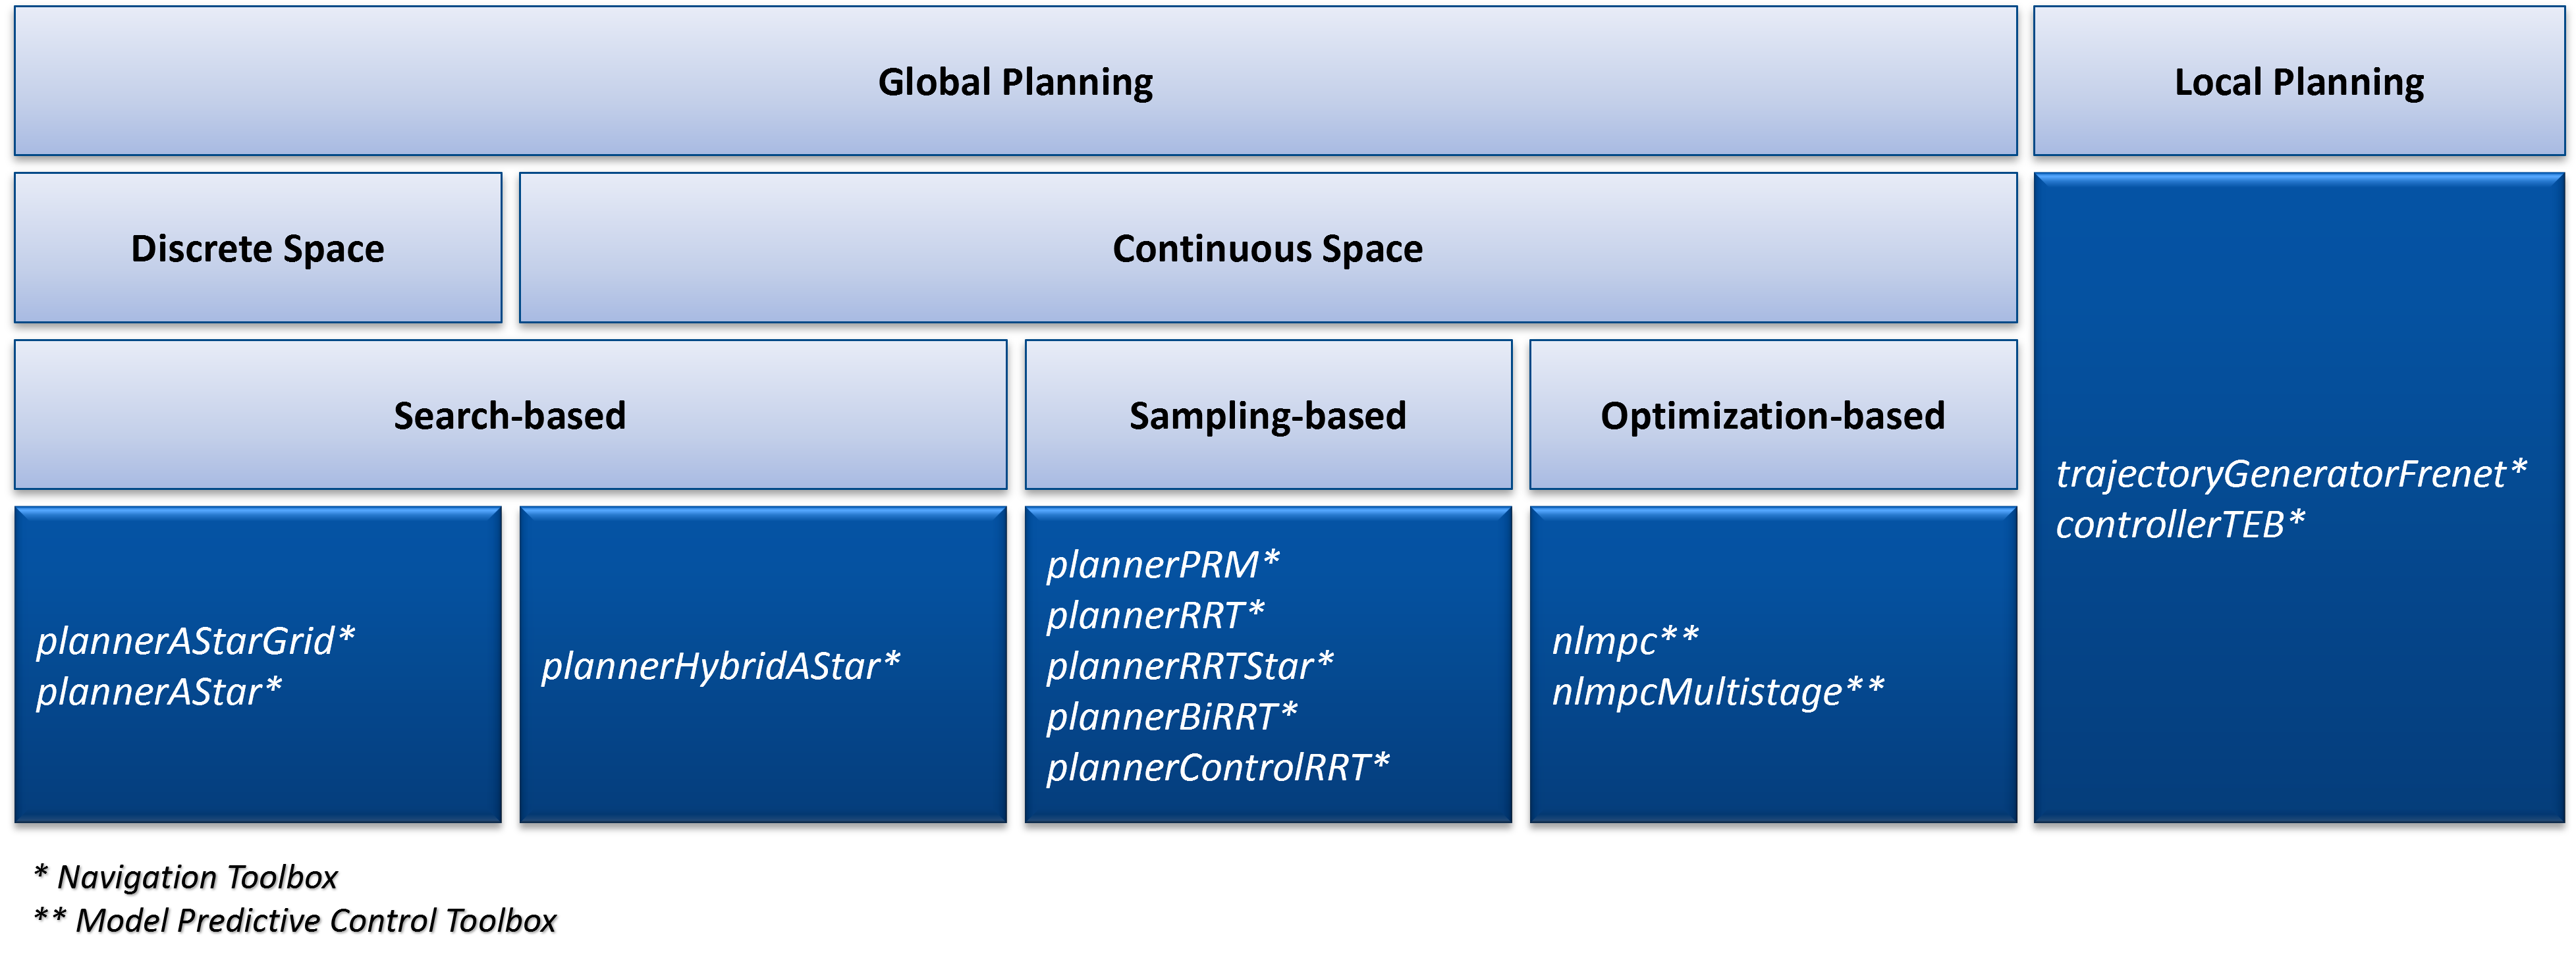 Global Planning
Local Planning
Discrete Space
Continuous Space
Search-based
Sampling-based
Optimization-based
plannerAStarGrid*
plannerAStar*
plannerHybridAStar*
plannerPRM*
plannerRRT*
plannerRRTStar*
plannerBiRRT*
plannerControlRRT*
nlmpc**
nlmpcMultistage**
trajectoryGeneratorFrenet*
controllerTEB*
* Navigation Toolbox
** Model Predictive Control Toolbox